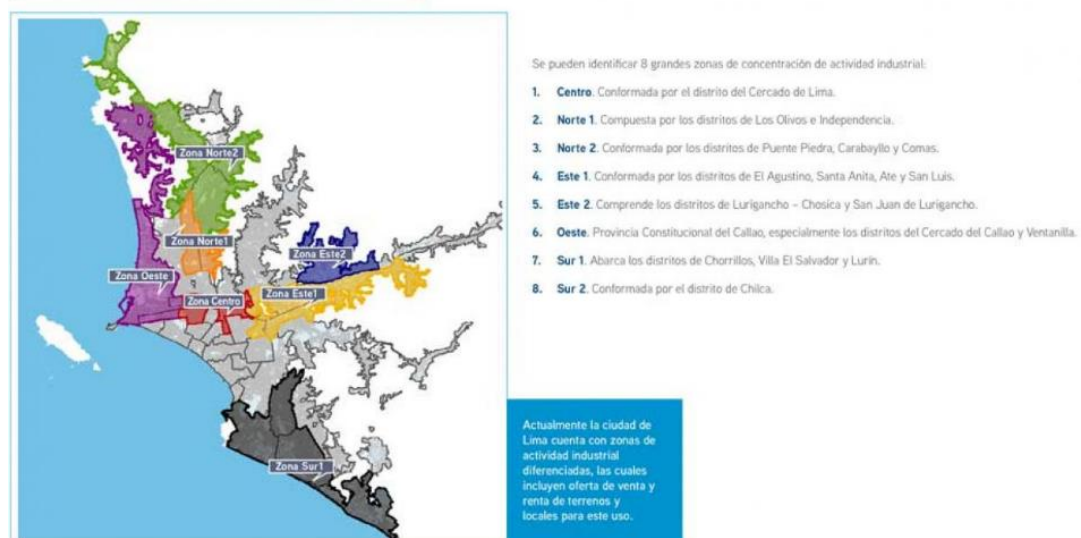 Zona Norte2
Zona Norte1
Zona Este2
Zona Oeste
Zona Este1
Zona Centro
Zona Sur1
Se pueden identificar 8 grandes zonas de concentración de actividad industrial:
1. Centro. Conformada por el distrito del Cercado de Lima.
2. Norte 1. Compuesta por los distritos de Los Olivos e Independencia.
3. Norte 2. Conformada por los distritos de Puente Piedra, Carabayllo y Comas.
4. Este 1. Conformada por los distritos de El Agustino, Santa Anita, Ate y San Luis.
5. Este 2. Comprende los distritos de Lurigancho – Chosica y San Juan de Lurigancho.
6. Oeste. Provincia Constitucional del Callao, especialmente los distritos del Cercado del Callao y Ventanilla.
7. Sur 1. Abarca los distritos de Chorrillos, Villa El Salvador y Lurín.
8. Sur 2. Conformada por el distrito de Chilca.
Actualmente la ciudad de
Lima cuenta con zonas de
actividad industrial
diferenciadas, las cuales
incluyen oferta de venta y
renta de terrenos y
locales para este uso.